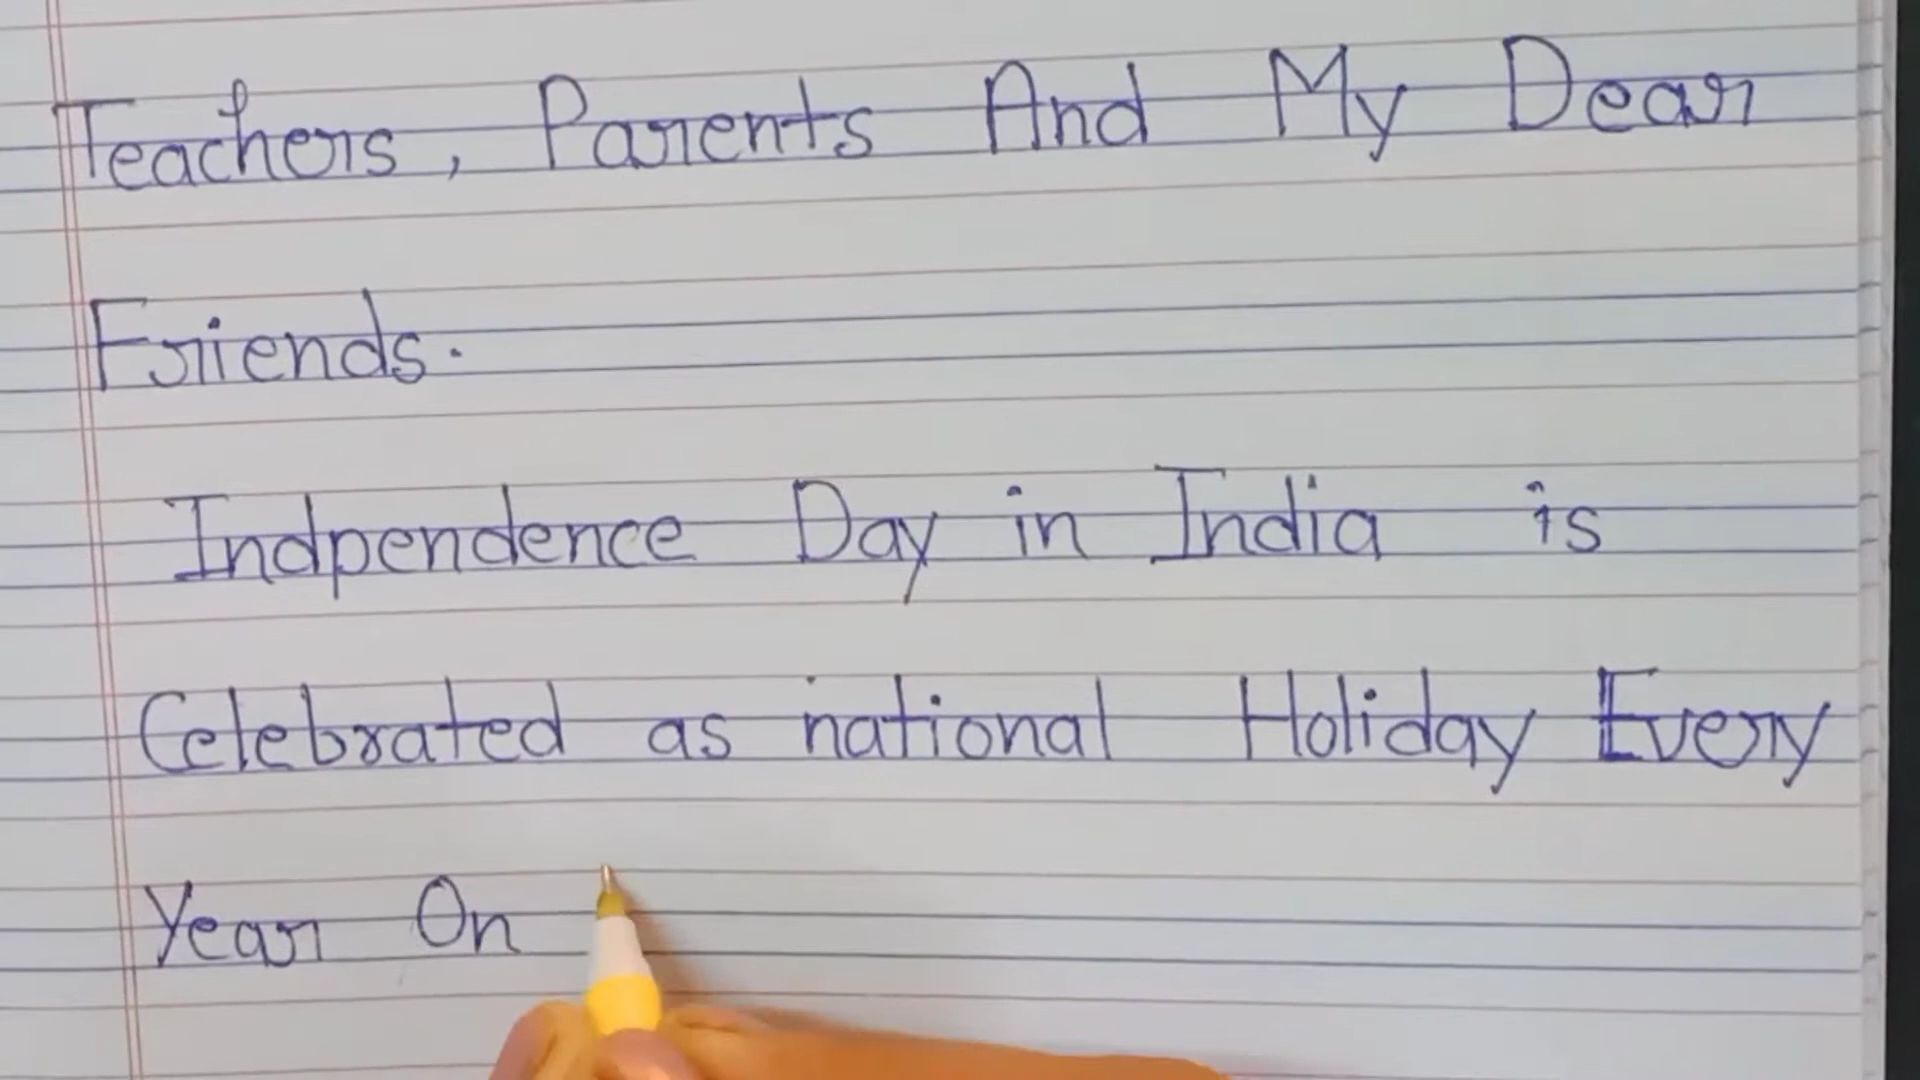 Teachers, Parents And My Dear
Friends.
Indpendence Day in India is
Celebrated as national Holiday Every
Year On